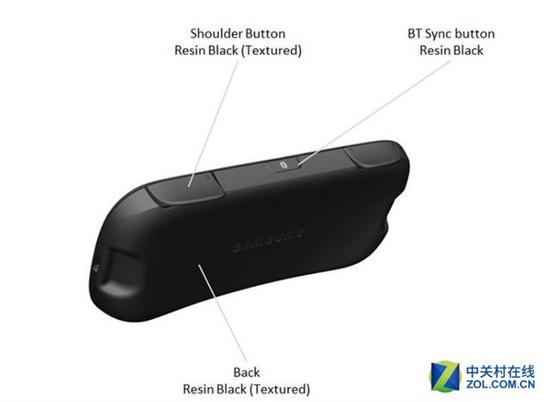 Shoulder Button
Resin Black (Textured)
BT Sync button
Resin Black
SAMSUNG
Back
Resin Black (Textured)
中关村在线
ZOL.COM.CN